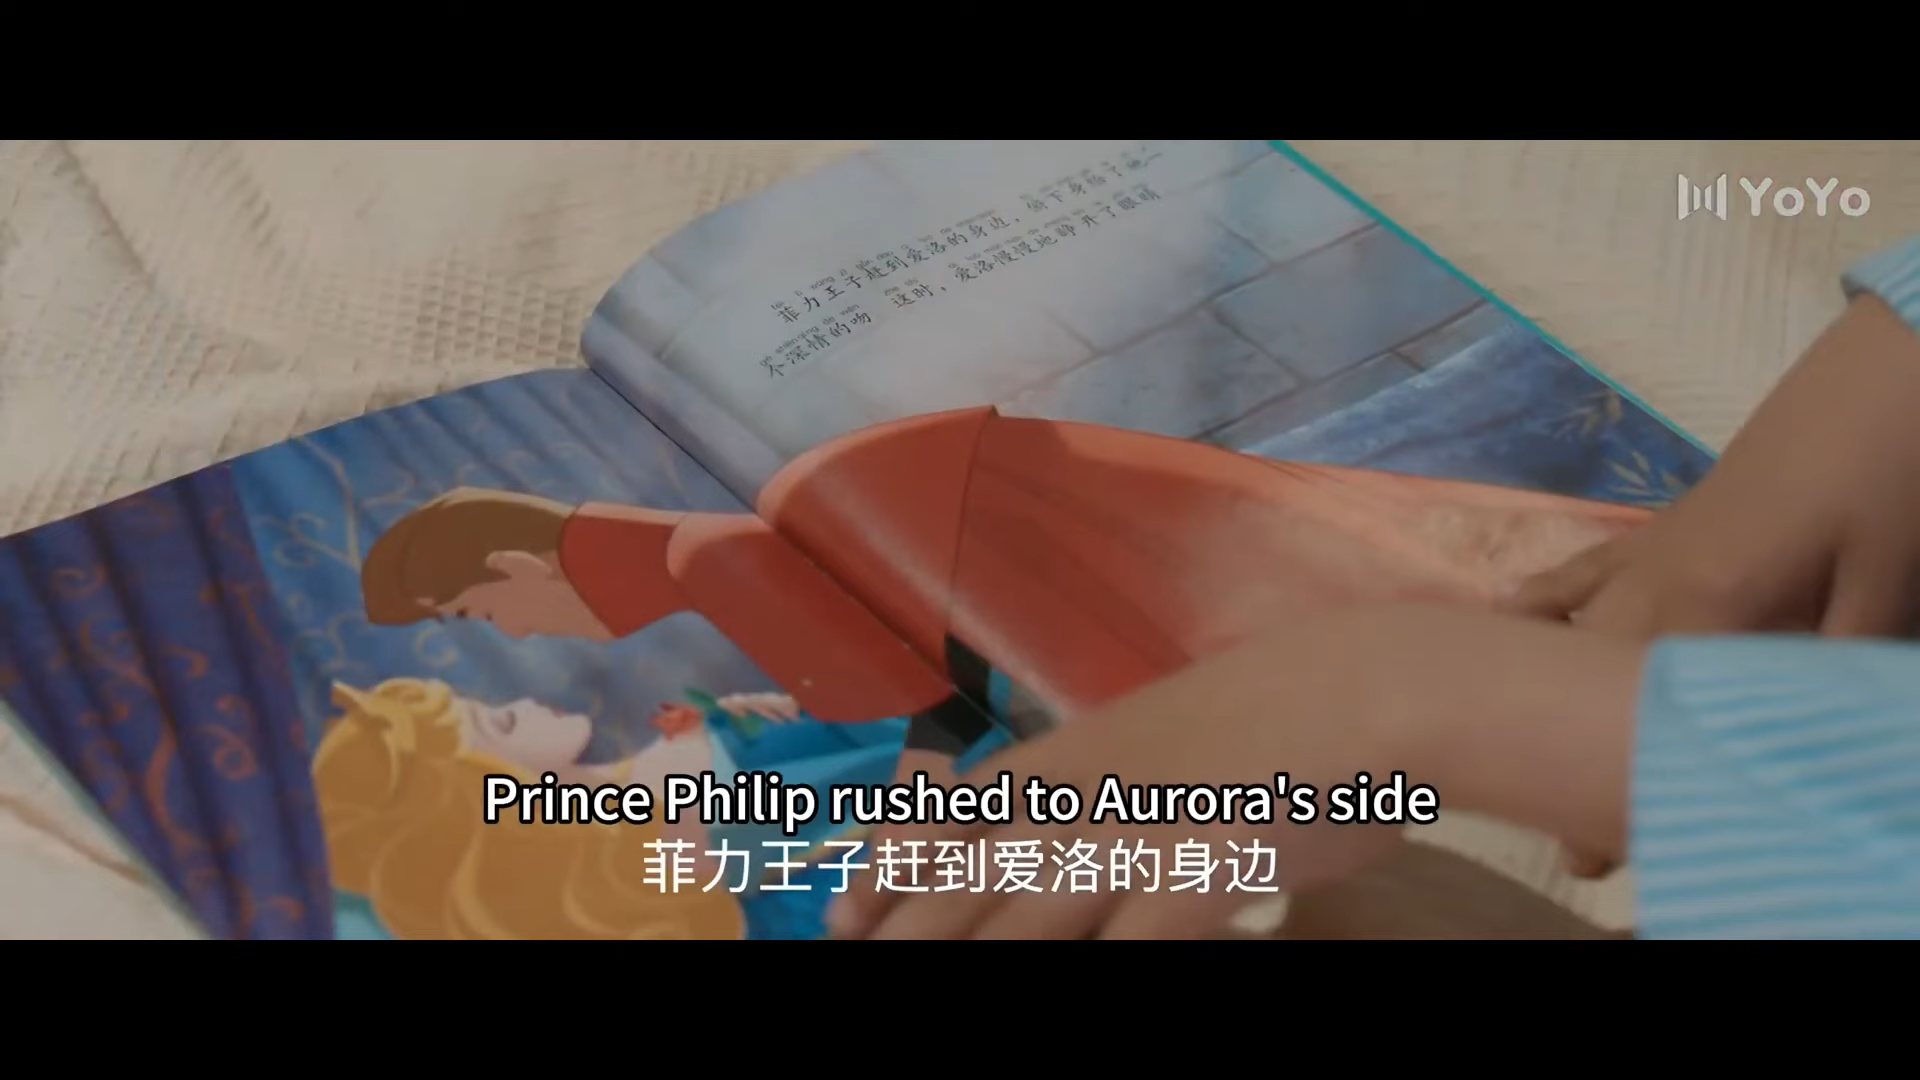 YoYo
菲力王子赶到爱洛的身边，俯下身给了她一
个深情的吻 这时，爱洛慢慢地睁开了眼睛
Prince Philip rushed to Aurora's side
菲力王子赶到爱洛的身边